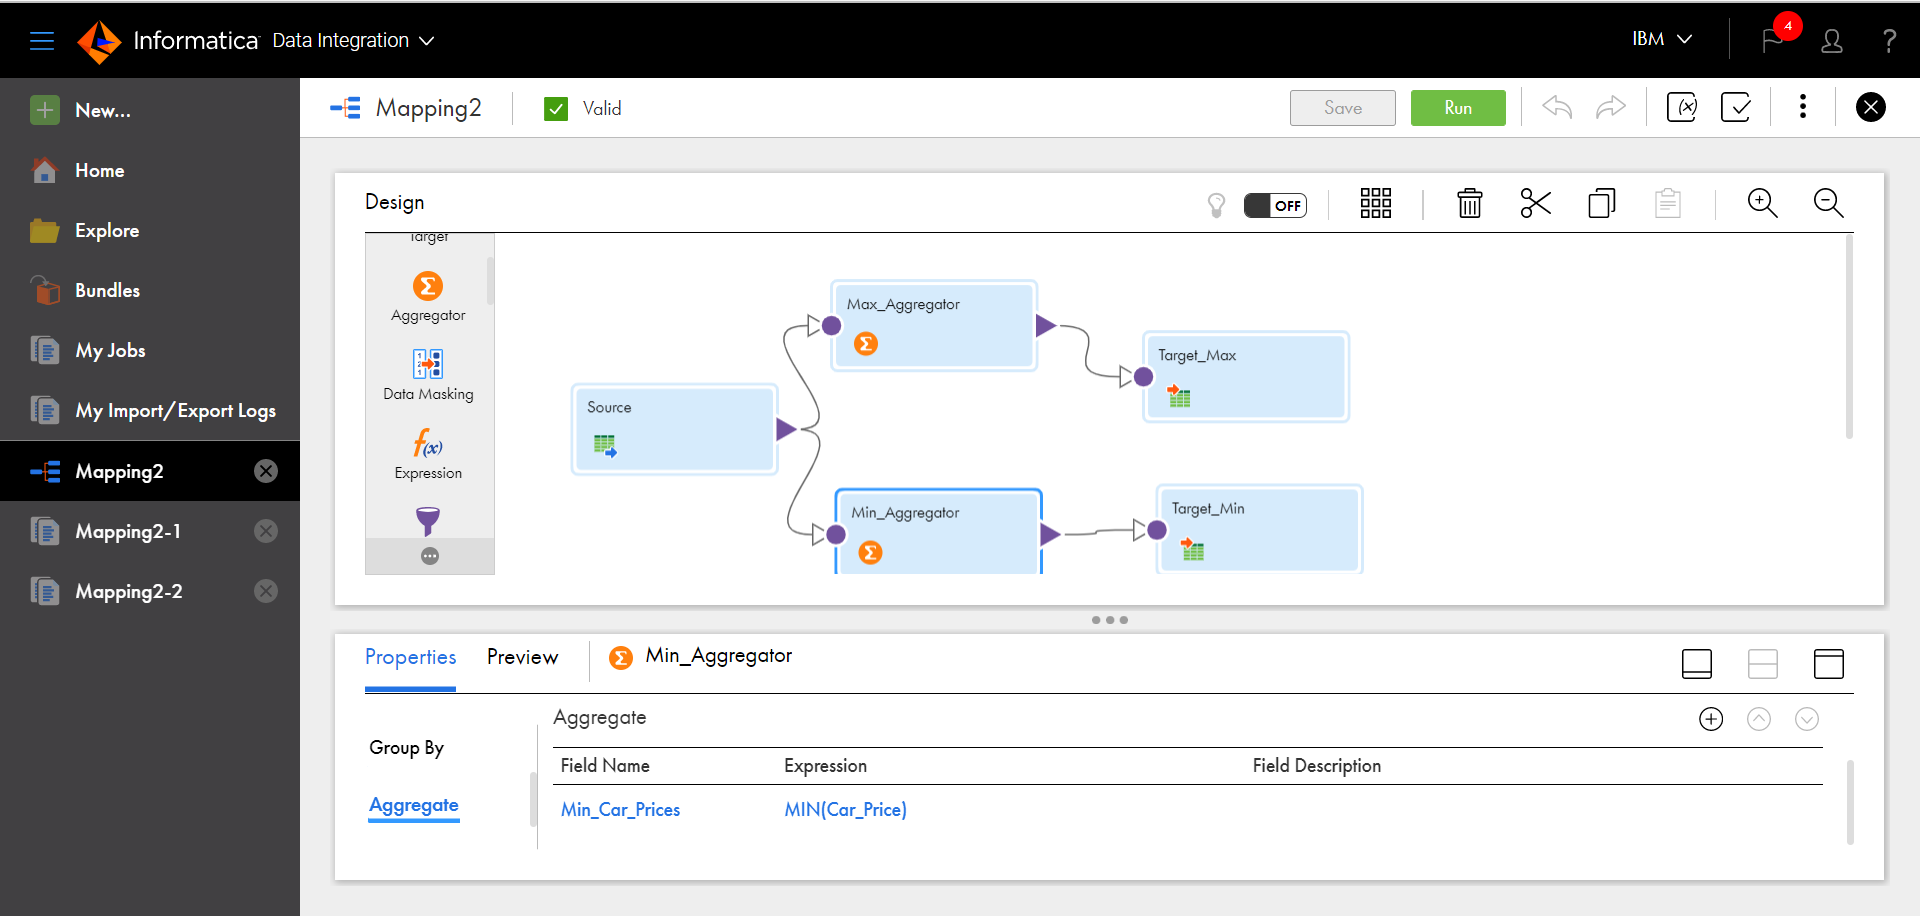 Informatica Data Integration
IBM
4
?
New...
Home
Explore
Bundles
My Jobs
My Import/Export Logs
Mapping2
Mapping2-1
Mapping2-2
Mapping2
Valid
Save
Run
(x)
Design
OFF
Target
Aggregator
Data Masking
f(x)
Expression
Source
Max_Aggregator
Target_Max
Min_Aggregator
Target_Min
Properties
Preview
Min_Aggregator
Group By
Aggregate
Aggregate
Field Name Expression Field Description
Min_Car_Prices MIN(Car_Price)